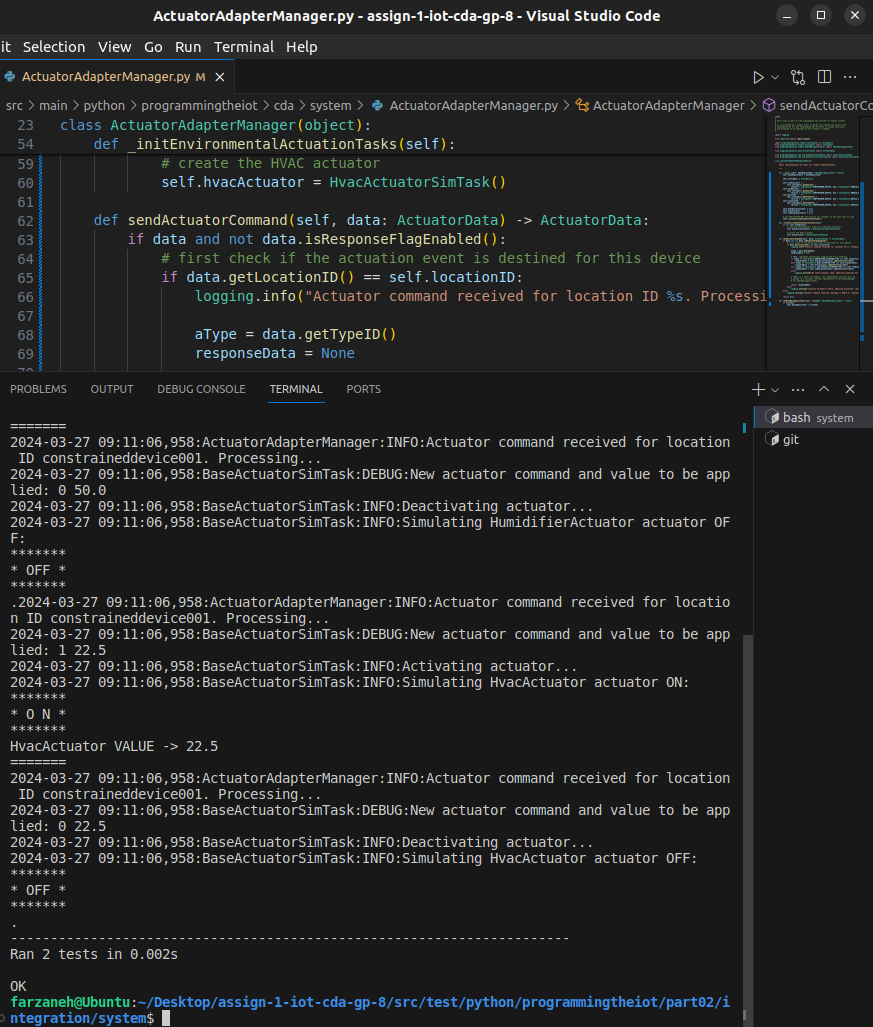 ActuatorAdapterManager.py - assign-1-iot-cda-gp-8 - Visual Studio Code
it Selection View Go Run Terminal Help
ActuatorAdapterManager.py M
src > main > python > programmingtheiot > cda > system > ActuatorAdapterManager.py > ActuatorAdapterManager > sendActuatorCo
23 class ActuatorAdapterManager(object):
54 def _initEnvironmentalActuationTasks(self):
59 # create the HVAC actuator
60 self.hvacActuator = HvacActuatorSimTask()
61
62 def sendActuatorCommand(self, data: ActuatorData) -> ActuatorData:
63 if data and not data.isResponseFlagEnabled():
64 # first check if the actuation event is destined for this device
65 if data.getLocationID() == self.locationID:
66 logging.info("Actuator command received for location ID %s. Processi
67
68 aType = data.getTypeID()
69 responseData = None
PROBLEMS OUTPUT DEBUG CONSOLE TERMINAL PORTS
bash system
git
=======
2024-03-27 09:11:06,958:ActuatorAdapterManager:INFO:Actuator command received for location
ID constraineddevice001. Processing...
2024-03-27 09:11:06,958:BaseActuatorSimTask:DEBUG:New actuator command and value to be app
lied: 0 50.0
2024-03-27 09:11:06,958:BaseActuatorSimTask:INFO:Deactivating actuator...
2024-03-27 09:11:06,958:BaseActuatorSimTask:INFO:Simulating HumidifierActuator actuator OF
F:
*******
* OFF *
*******
.2024-03-27 09:11:06,958:ActuatorAdapterManager:INFO:Actuator command received for locatio
n ID constraineddevice001. Processing...
2024-03-27 09:11:06,958:BaseActuatorSimTask:DEBUG:New actuator command and value to be app
lied: 1 22.5
2024-03-27 09:11:06,958:BaseActuatorSimTask:INFO:Activating actuator...
2024-03-27 09:11:06,958:BaseActuatorSimTask:INFO:Simulating HvacActuator actuator ON:
*******
* O N *
*******
HvacActuator VALUE -> 22.5
=======
2024-03-27 09:11:06,958:ActuatorAdapterManager:INFO:Actuator command received for location
ID constraineddevice001. Processing...
2024-03-27 09:11:06,958:BaseActuatorSimTask:DEBUG:New actuator command and value to be app
lied: 0 22.5
2024-03-27 09:11:06,958:BaseActuatorSimTask:INFO:Deactivating actuator...
2024-03-27 09:11:06,958:BaseActuatorSimTask:INFO:Simulating HvacActuator actuator OFF:
*******
* OFF *
*******
.
----------------------------------------------------------------------
Ran 2 tests in 0.002s
OK
farzaneh@Ubuntu:~/Desktop/assign-1-iot-cda-gp-8/src/test/python/programmingtheiot/part02/i
ntegration/system$